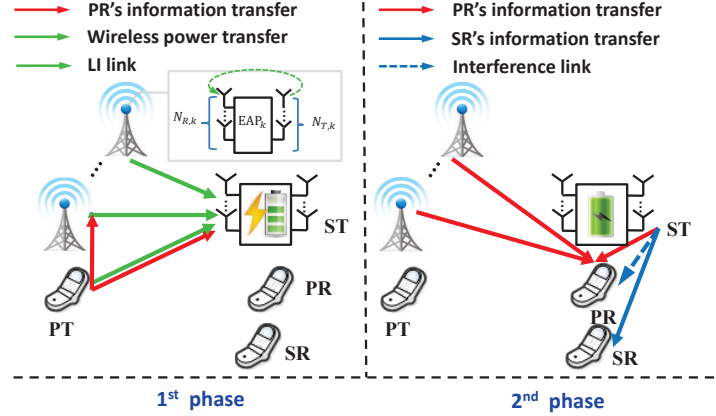 PR's information transfer
Wireless power transfer
LI link
N_{R,k}
EAP_k
N_{T,k}
ST
PR
PT
SR
1st phase
PR's information transfer
SR's information transfer
Interference link
ST
PR
PT
SR
2nd phase